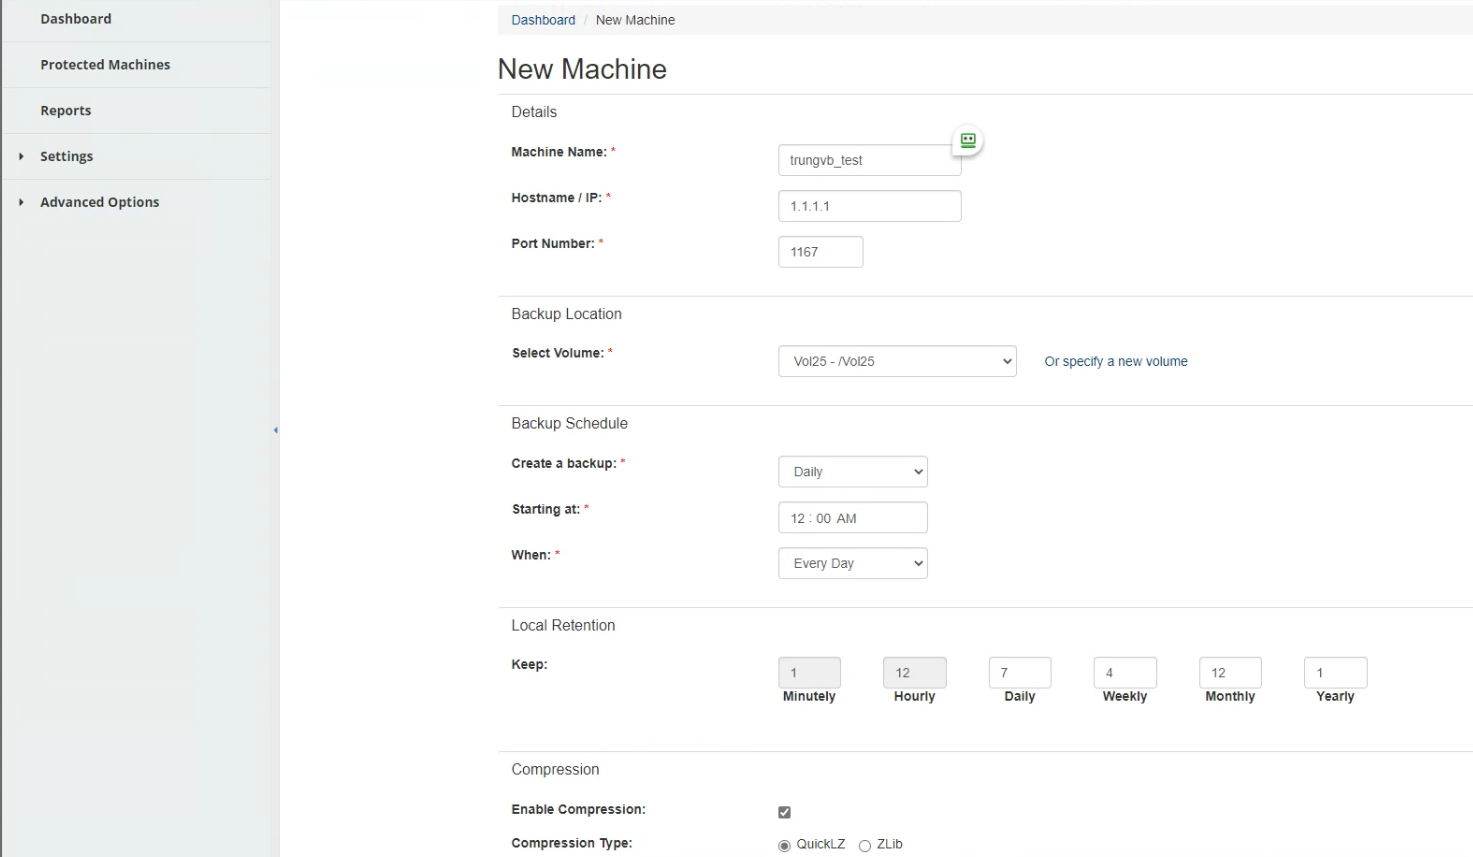 Dashboard
Protected Machines
Reports
Settings
Advanced Options
Dashboard / New Machine
New Machine
Details
Machine Name: *
trungvb_test
Hostname / IP: *
1.1.1.1
Port Number: *
1167
Backup Location
Select Volume: *
Vol25 - /Vol25
Or specify a new volume
Backup Schedule
Create a backup: *
Daily
Starting at: *
12 : 00 AM
When: *
Every Day
Local Retention
Keep:
1 12 7 4 12 1
Minutely Hourly Daily Weekly Monthly Yearly
Compression
Enable Compression:
Compression Type:
QuickLZ ZLib